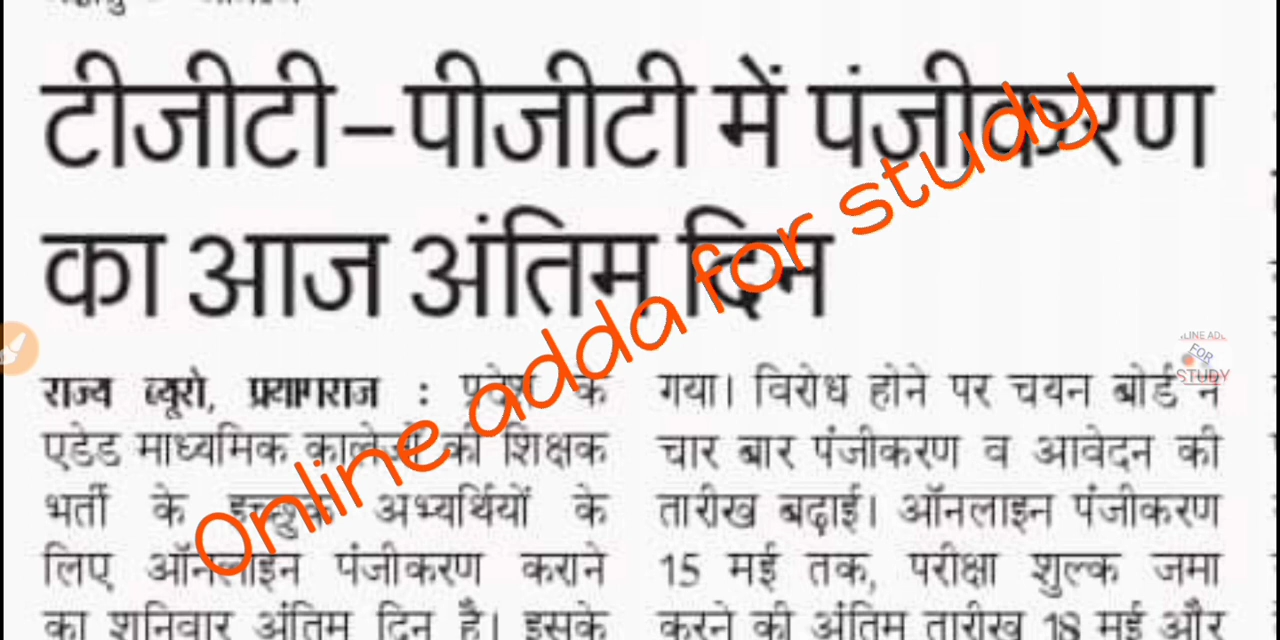 टीजीटी-पीजीटी में पंजीकरण
का आज अंतिम दिन
राज्य ब्यूरो, प्रयागराज : प्रदेश के
एडेड माध्यमिक कालेजों की शिक्षक
भर्ती के इच्छुक अभ्यर्थियों के
लिए ऑनलाइन पंजीकरण कराने
का शनिवार अंतिम दिन है। इसके
गया। विरोध होने पर चयन बोर्ड ने
चार बार पंजीकरण व आवेदन की
तारीख बढ़ाई। ऑनलाइन पंजीकरण
15 मई तक, परीक्षा शुल्क जमा
करने की अंतिम तारीख 18 मई और
Online adda for study
FOR
STUDY